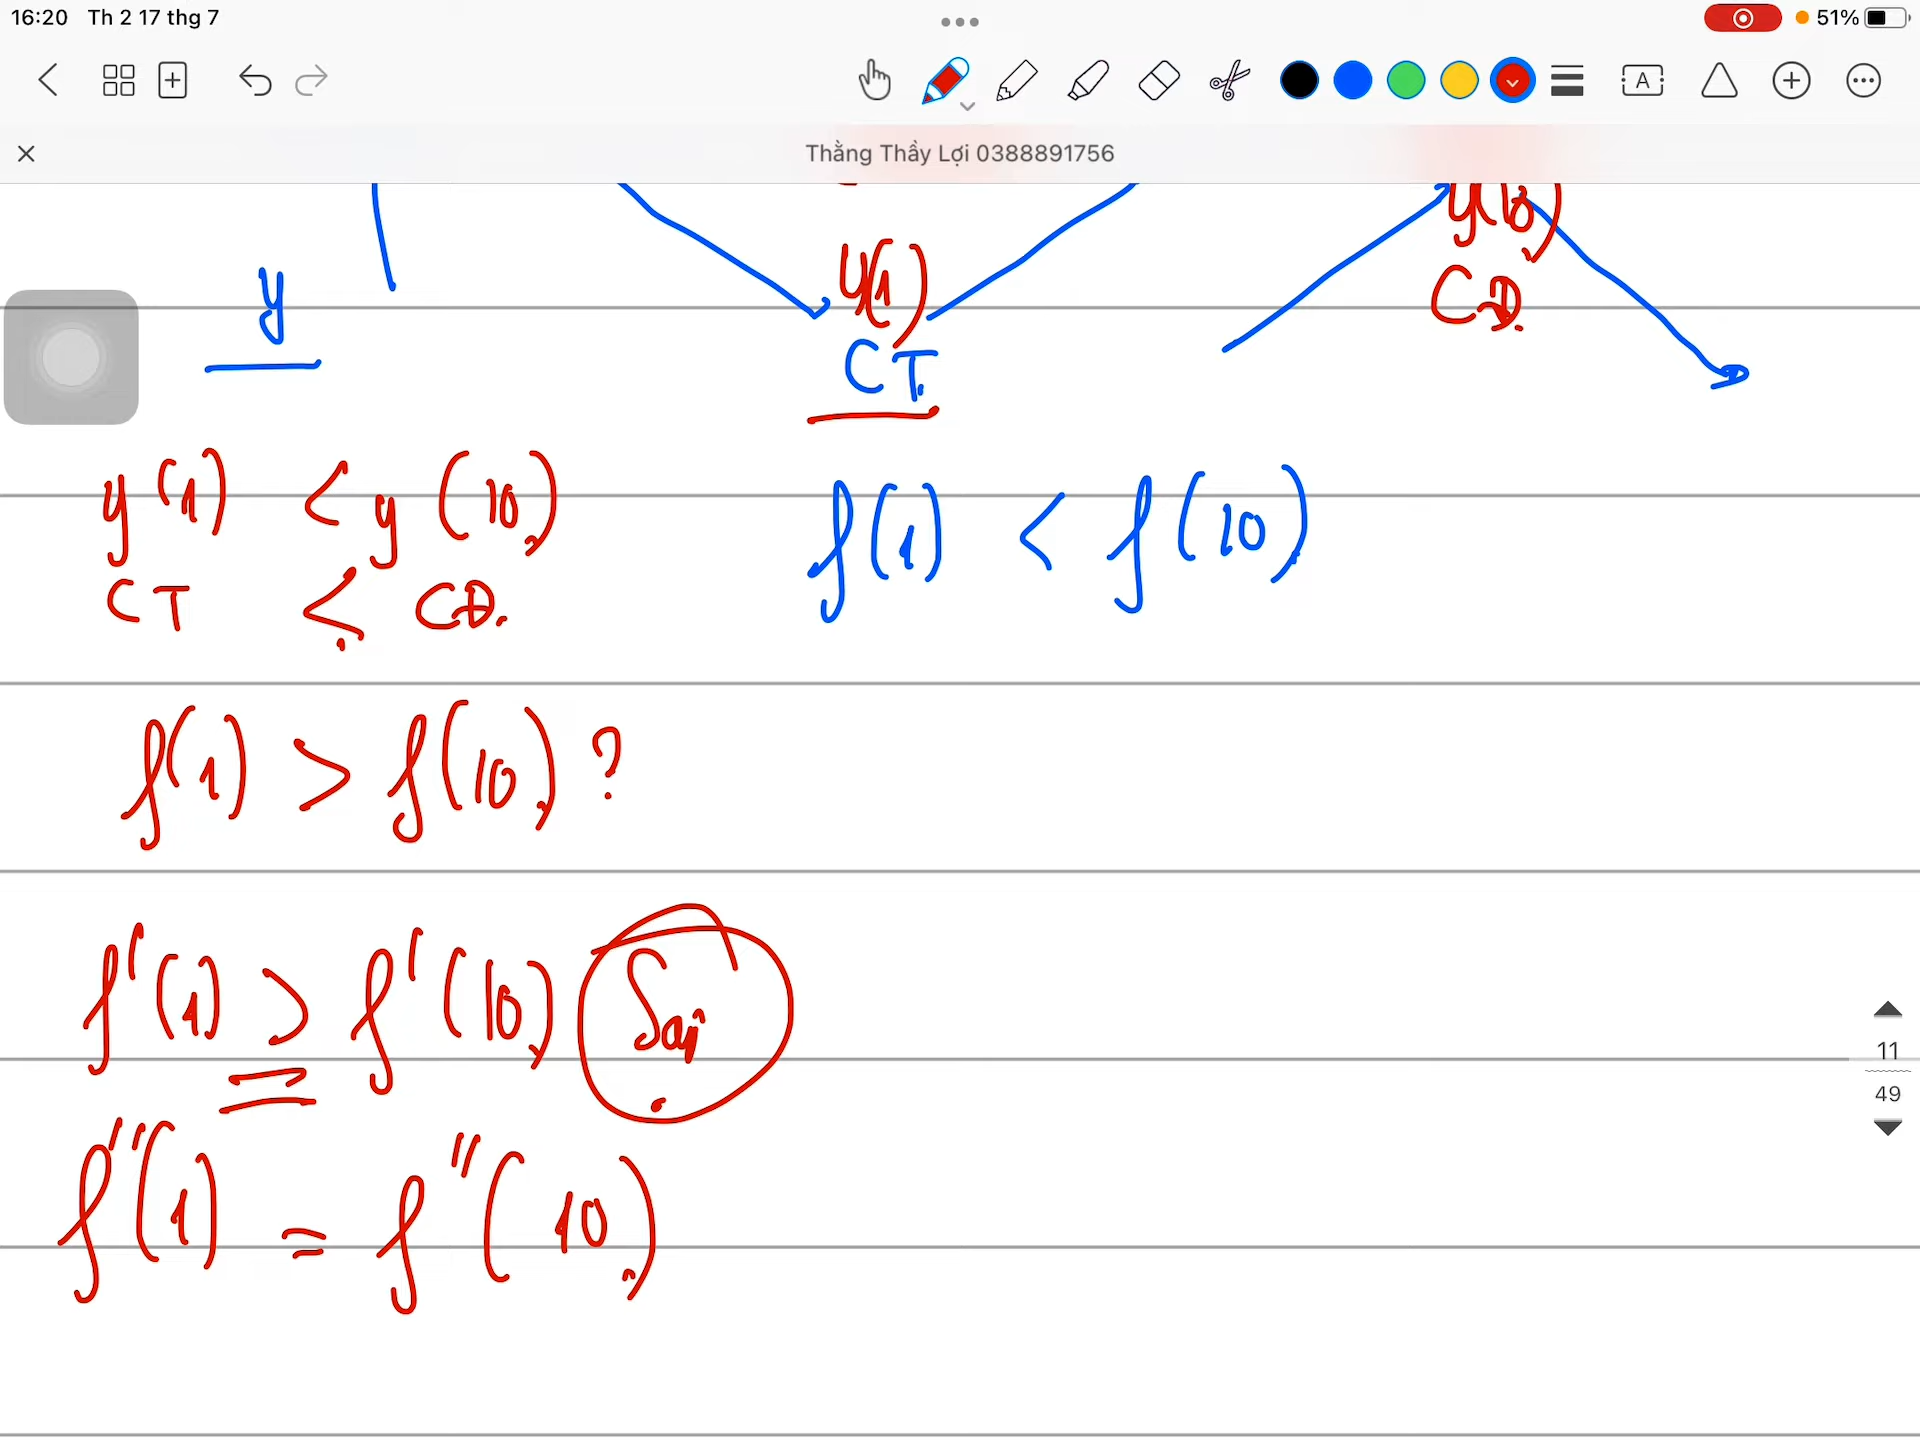 16:20 Th 2 17 thg 7
51%
A
Thằng Thầy Lợi 0388891756
y
y(1)
CT
CĐ.
y(1) < y(10)
CT < CĐ.
f(1) < f(10)
f(1) > f(10)?
f'(1) > f'(10) Sai
f''(1) = f''(10)
11
49